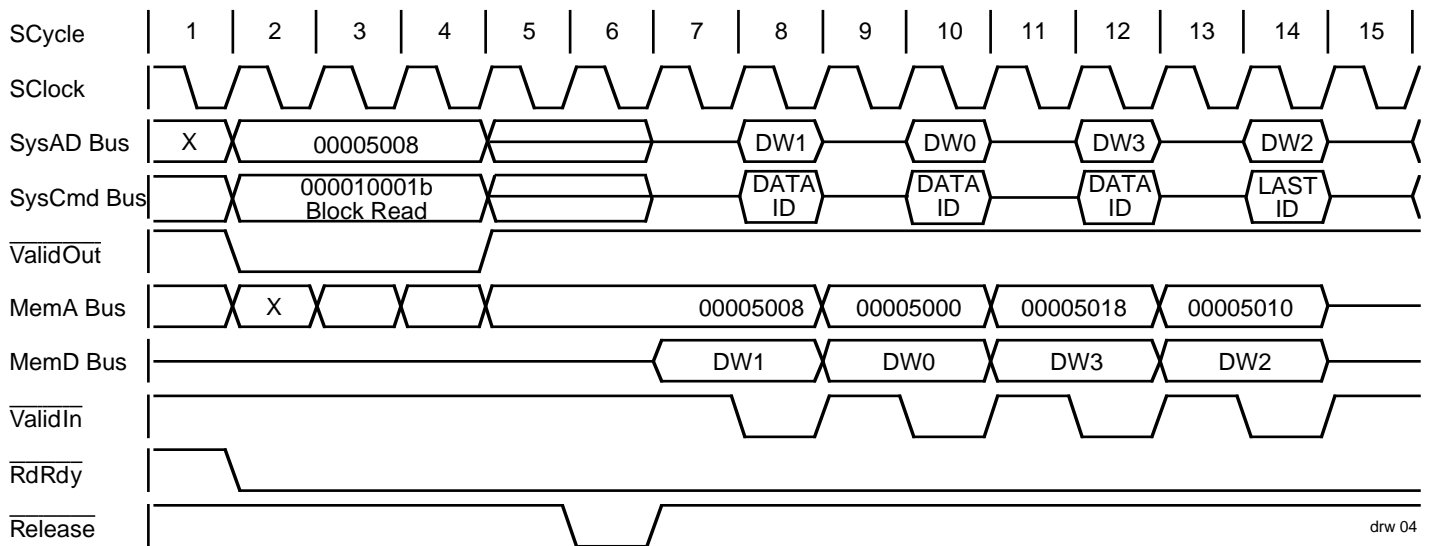 SCycle 1 2 3 4 5 6 7 8 9 10 11 12 13 14 15
SClock
SysAD Bus X 00005008 DW1 DW0 DW3 DW2
SysCmd Bus 000010001b Block Read DATA ID DATA ID DATA ID LAST ID
ValidOut
MemA Bus X 00005008 00005000 00005018 00005010
MemD Bus DW1 DW0 DW3 DW2
ValidIn
RdRdy
Release
drw 04